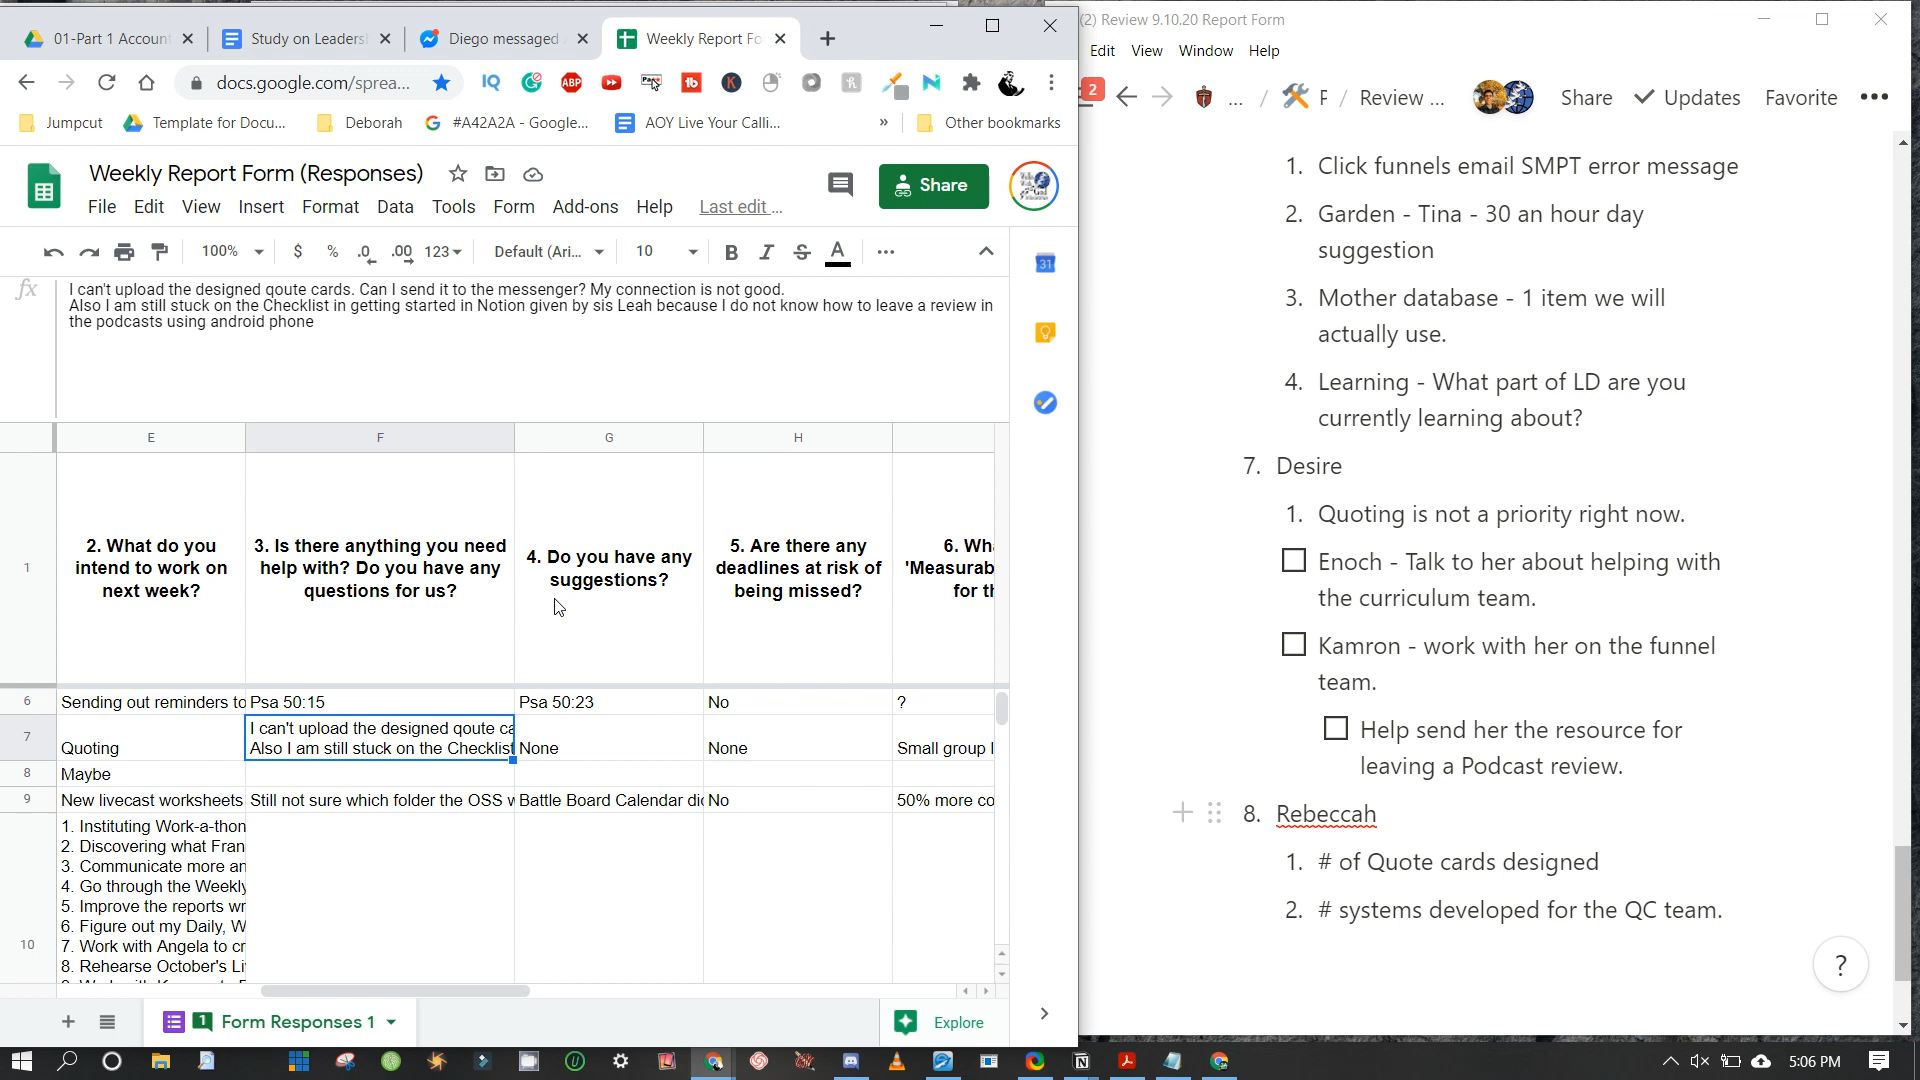 01-Part 1 Account
Study on Leaders
Diego messaged
Weekly Report Fo
docs.google.com/sprea...
Jumpcut
Template for Docu...
Deborah
#A42A2A - Google...
AOY Live Your Calli...
»
Other bookmarks
Weekly Report Form (Responses)
Share
File Edit View Insert Format Data Tools Form Add-ons Help Last edit ...
100% $ % .0 .00 123 Default (Ari... 10 B I S A
fx
I can't upload the designed qoute cards. Can I send it to the messenger? My connection is not good.
Also I am still stuck on the Checklist in getting started in Notion given by sis Leah because I do not know how to leave a review in
the podcasts using android phone
E F G H
1
2. What do you
intend to work on
next week?
3. Is there anything you need
help with? Do you have any
questions for us?
4. Do you have any
suggestions?
5. Are there any
deadlines at risk of
being missed?
6. Wh
'Measurab
for th
6 Sending out reminders to Psa 50:15 Psa 50:23 No ?
I can't upload the designed qoute ca
7 Quoting Also I am still stuck on the Checklist None None Small group l
8 Maybe
9 New livecast worksheets Still not sure which folder the OSS w Battle Board Calendar di No 50% more co
1. Instituting Work-a-thon
2. Discovering what Fran
3. Communicate more an
4. Go through the Weekly
5. Improve the reports wr
6. Figure out my Daily, W
10
7. Work with Angela to cr
8. Rehearse October's Li
Form Responses 1
1
Explore
31
(2) Review 9.10.20 Report Form
Edit View Window Help
2
... / F / Review ...
Share Updates Favorite
1. Click funnels email SMPT error message
2. Garden - Tina - 30 an hour day
suggestion
3. Mother database - 1 item we will
actually use.
4. Learning - What part of LD are you
currently learning about?
7. Desire
1. Quoting is not a priority right now.
Enoch - Talk to her about helping with
the curriculum team.
Kamron - work with her on the funnel
team.
Help send her the resource for
leaving a Podcast review.
8. Rebeccah
1. # of Quote cards designed
2. # systems developed for the QC team.
?
5:06 PM